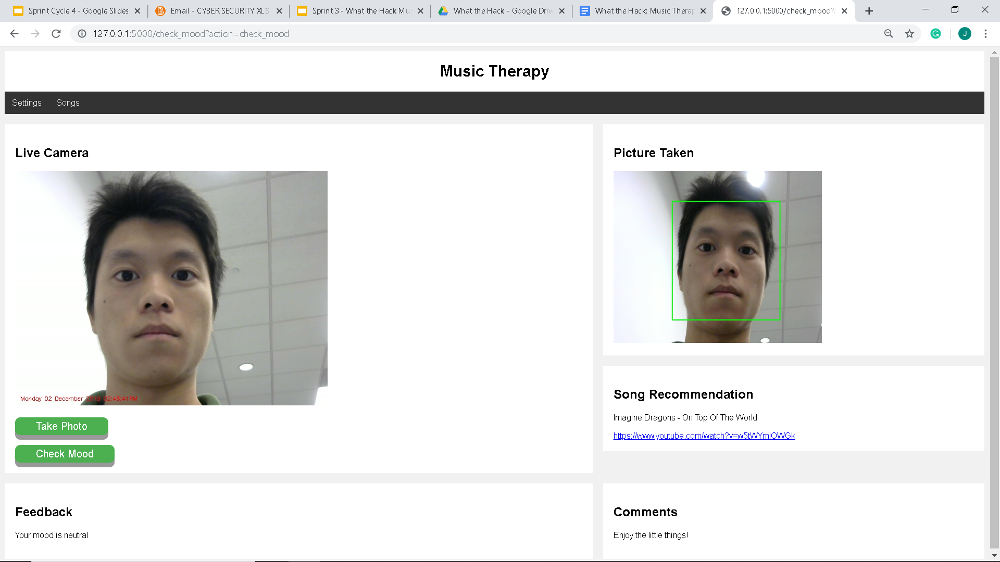 Sprint Cycle 4 - Google Slides
Email - CYBER SECURITY XLS
Sprint 3 - What the Hack Mus
What the Hack - Google Driv
What the Hack: Music Therap
127.0.0.1:5000/check_mood?a
127.0.0.1:5000/check_mood?action=check_mood
J
Music Therapy
Settings Songs
Live Camera
Monday 02 December 2019 02:48:41PM
Take Photo
Check Mood
Picture Taken
Song Recommendation
Imagine Dragons - On Top Of The World
https://www.youtube.com/watch?v=w5tWYmIOWGk
Feedback
Your mood is neutral
Comments
Enjoy the little things!